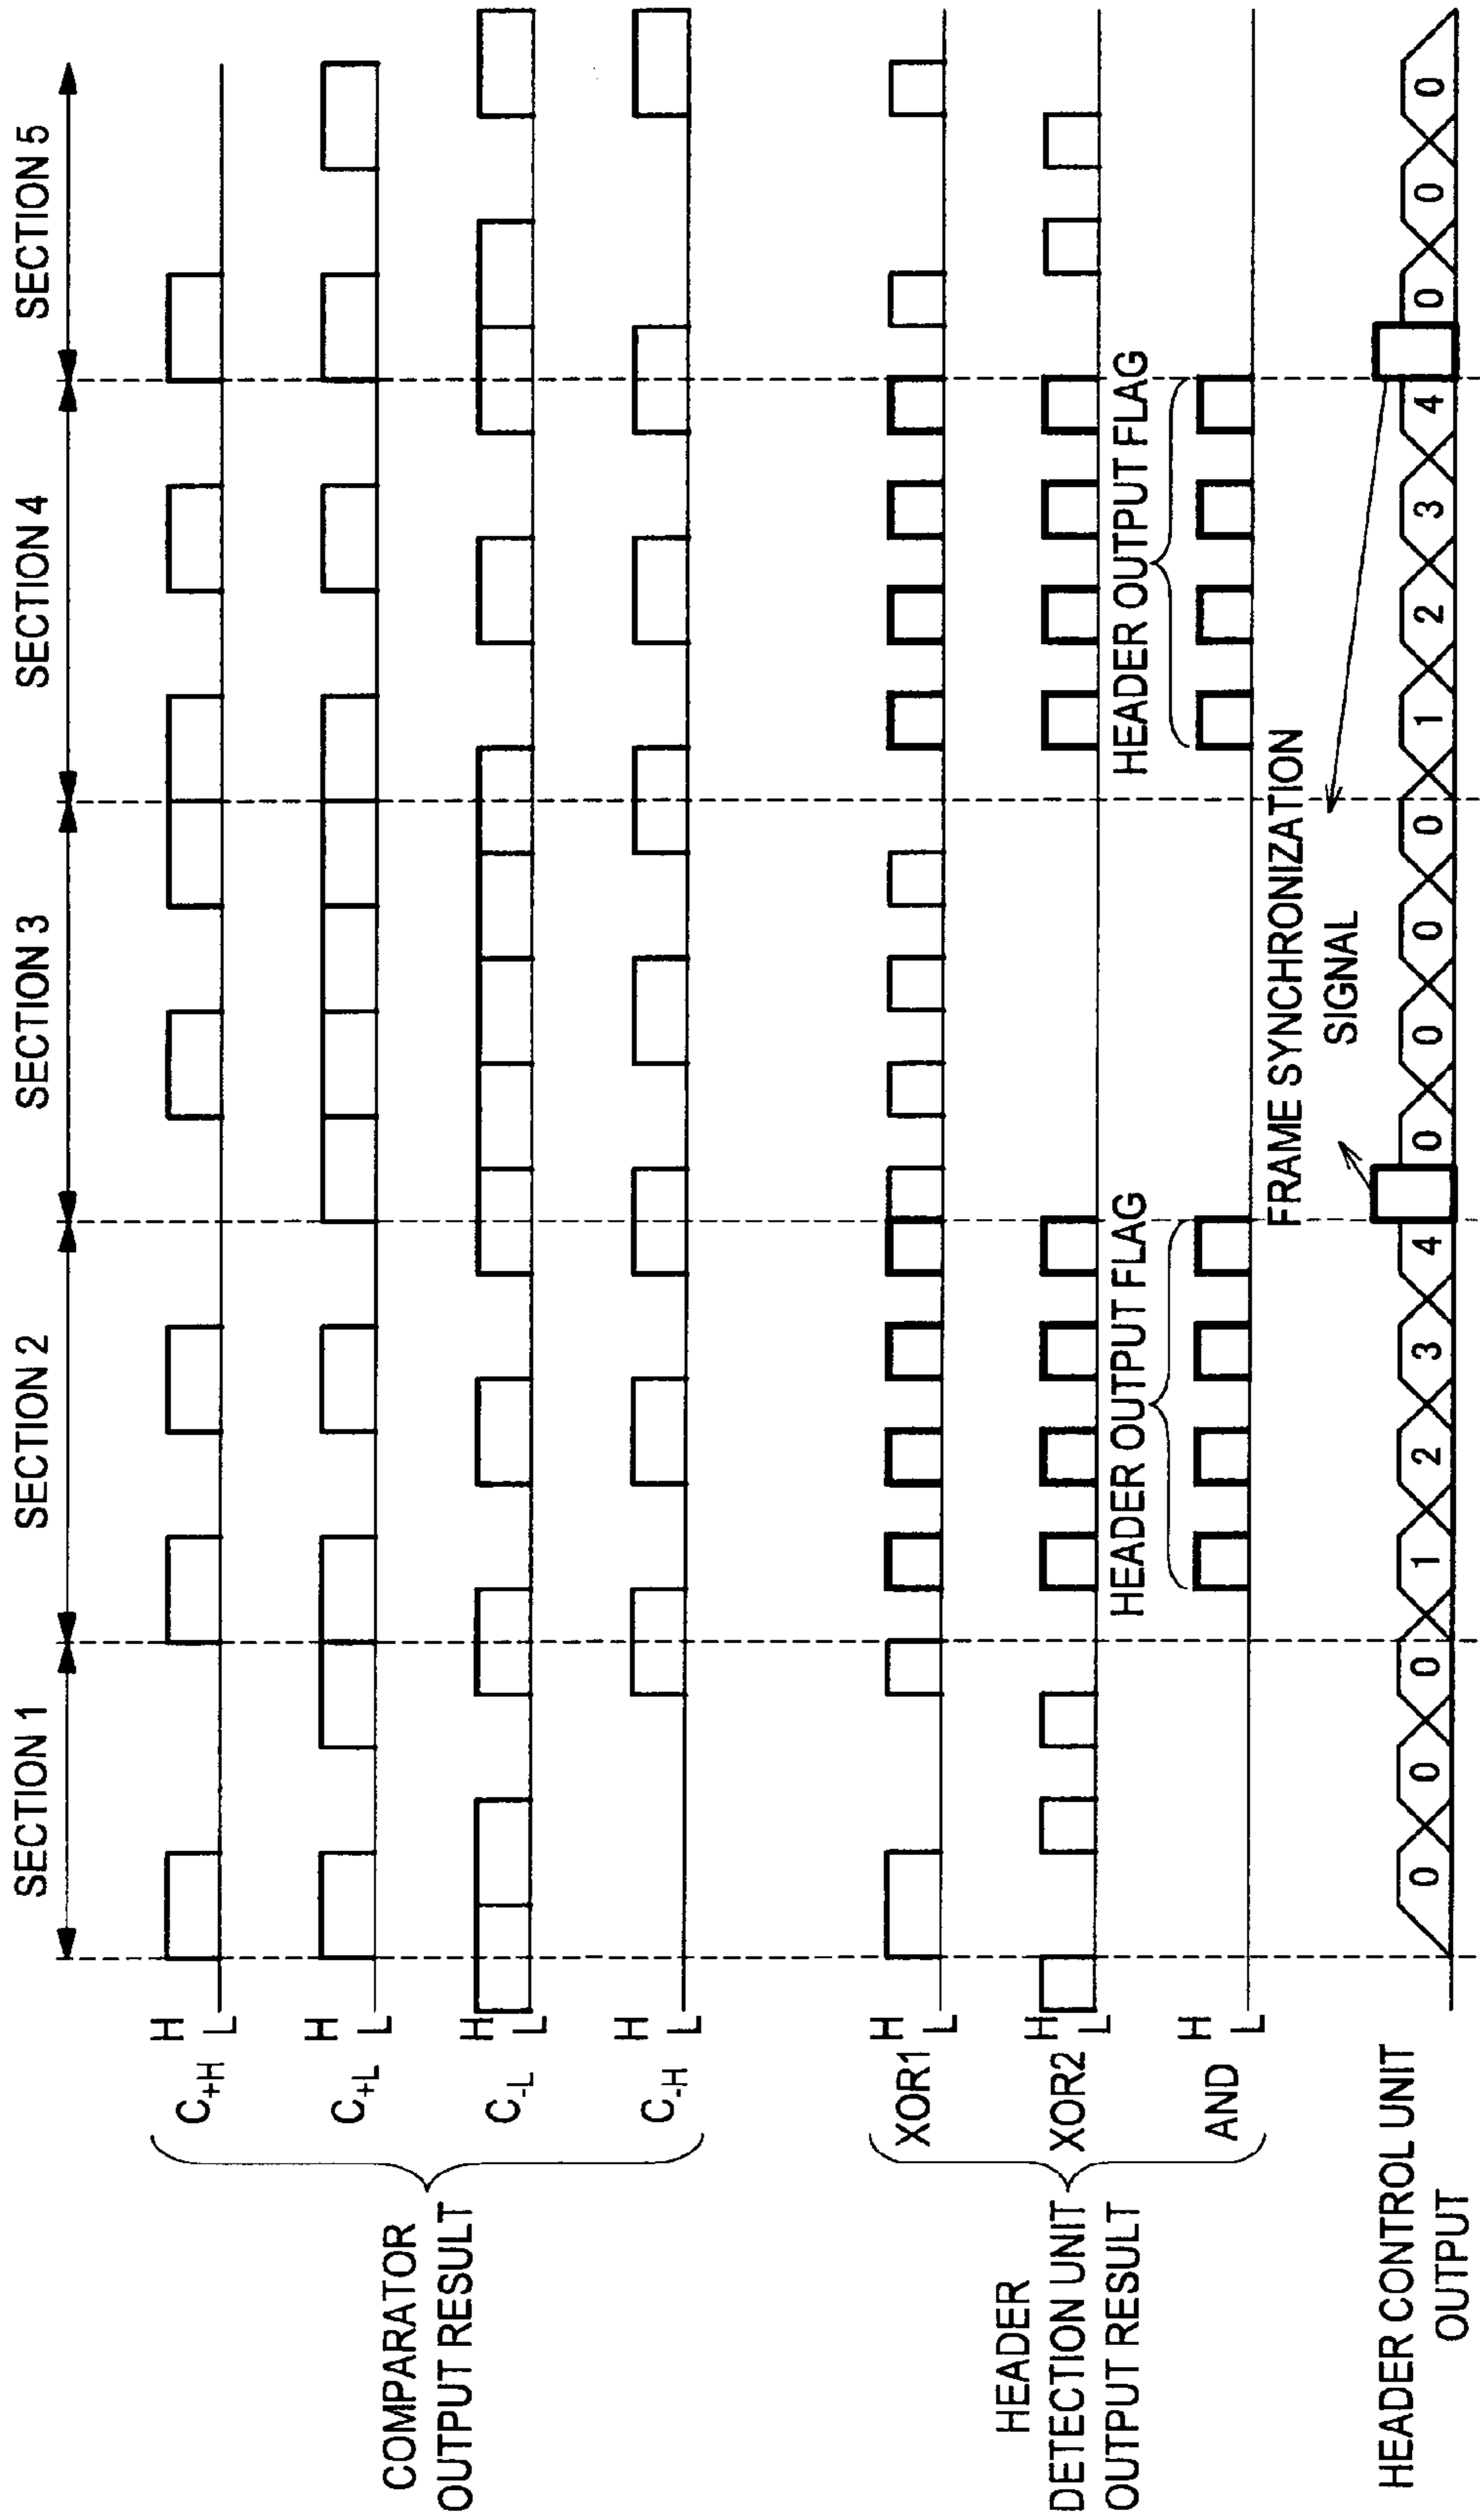 SECTION 1 SECTION 2 SECTION 3 SECTION 4 SECTION 5
COMPARATOR
OUTPUT RESULT
C+H H
L
C+L H
L
C-L H
L
C-H H
L
HEADER
DETECTION UNIT
OUTPUT RESULT
XOR1 H
L
XOR2 H
L
HEADER OUTPUT FLAG HEADER OUTPUT FLAG
AND H
L
FRAME SYNCHRONIZATION
SIGNAL
HEADER CONTROL UNIT
OUTPUT
0 0 0 1 2 3 4 0 0 0 0 1 2 3 4 0 0 0